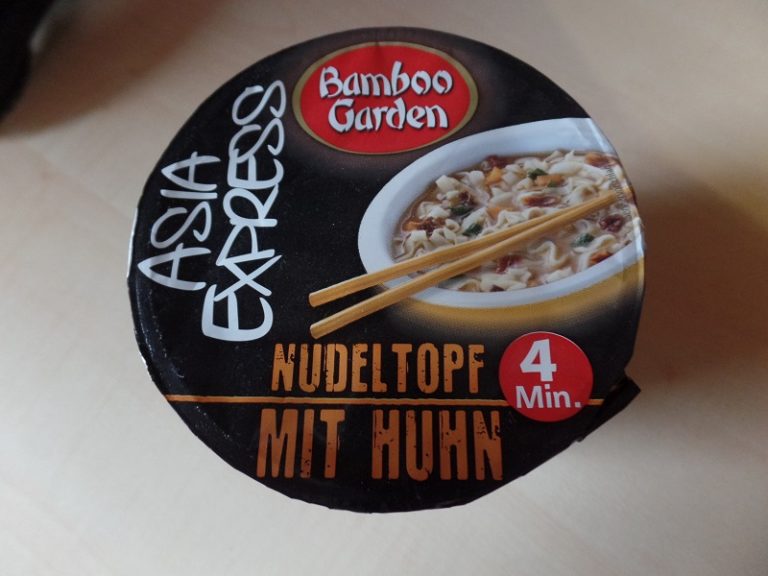 Bamboo
Garden
ASIA
EXPRESS
NUDELTOPF
MIT HUHN
4
Min.